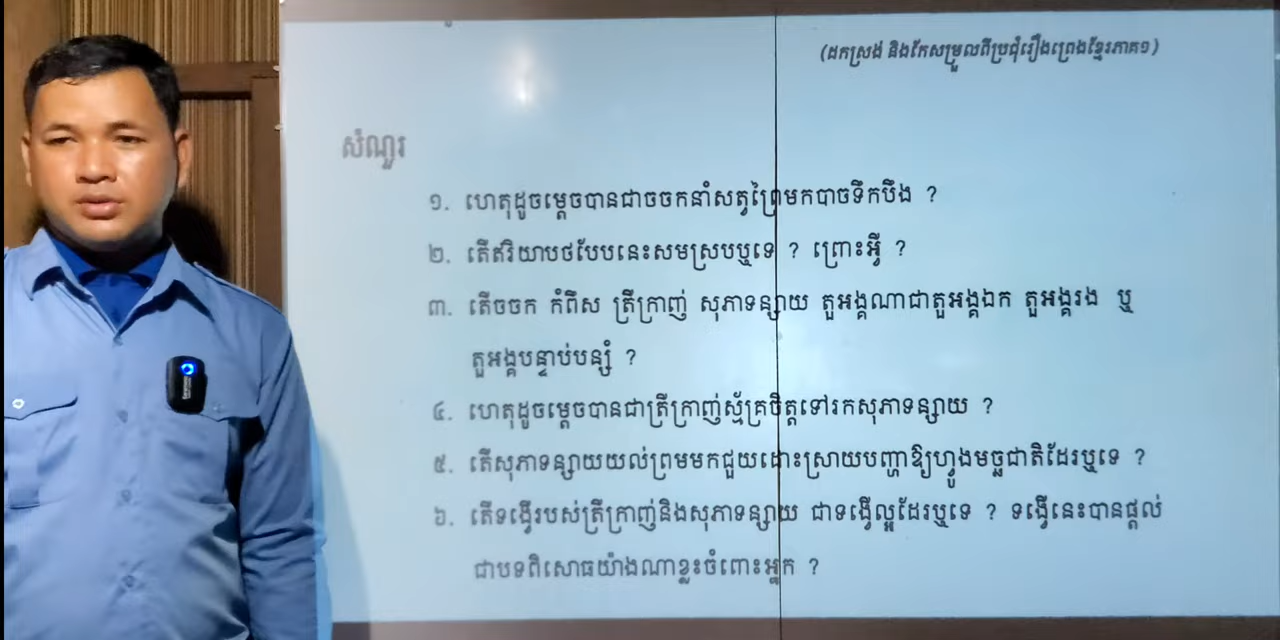 (ដកស្រង់ និងកែសម្រួលពីប្រជុំរឿងព្រេងខ្មែរភាគ១)
សំណួរ
១. ហេតុដូចម្ដេចបានជាចចកនាំសត្វព្រៃមកបាចទឹកបឹង ?
២. តើឥរិយាបថបែបនេះសមស្របឬទេ ? ព្រោះអ្វី ?
៣. តើចចក កំពឹស ត្រីក្រាញ់ សុភាទន្សាយ តួអង្គណាជាតួអង្គឯក តួអង្គរង ឬ
តួអង្គបន្ទាប់បន្សំ ?
៤. ហេតុដូចម្ដេចបានជាត្រីក្រាញ់ស្ម័គ្រចិត្តទៅរកសុភាទន្សាយ ?
៥. តើសុភាទន្សាយយល់ព្រមមកជួយដោះស្រាយបញ្ហាឱ្យហ្វូងមច្ឆជាតិដែរឬទេ ?
៦. តើទង្វើរបស់ត្រីក្រាញ់និងសុភាទន្សាយ ជាទង្វើល្អដែរឬទេ ? ទង្វើនេះបានផ្ដល់
ជាបទពិសោធយ៉ាងណាខ្លះចំពោះអ្នក ?